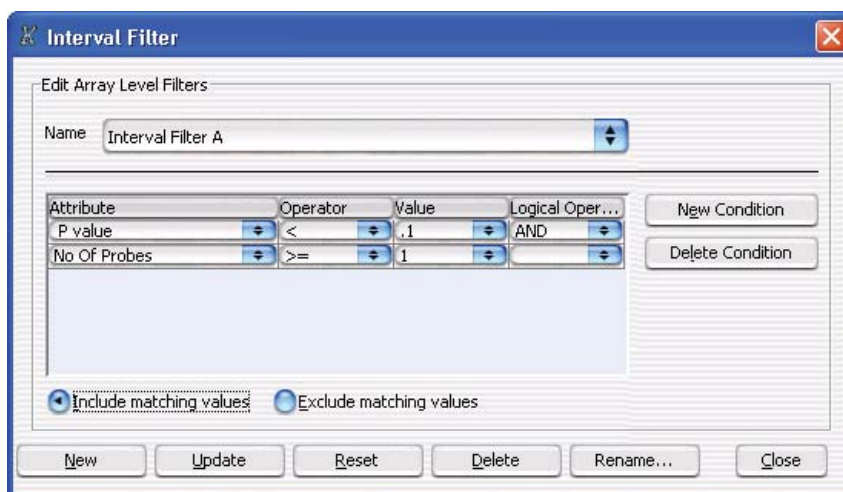 Interval Filter
Edit Array Level Filters
Name Interval Filter A
Attribute Operator Value Logical Oper...
P value < .1 AND
No Of Probes >= 1
New Condition
Delete Condition
Include matching values Exclude matching values
New Update Reset Delete Rename... Close